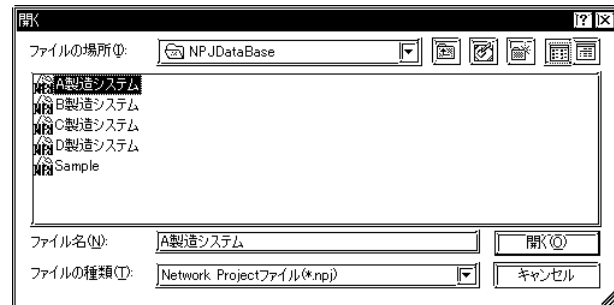 開く
ファイルの場所(I): NPJDataBase
A製造システム
B製造システム
C製造システム
D製造システム
Sample
ファイル名(N): A製造システム 開く(O)
ファイルの種類(T): Network Projectファイル(*.npj) キャンセル